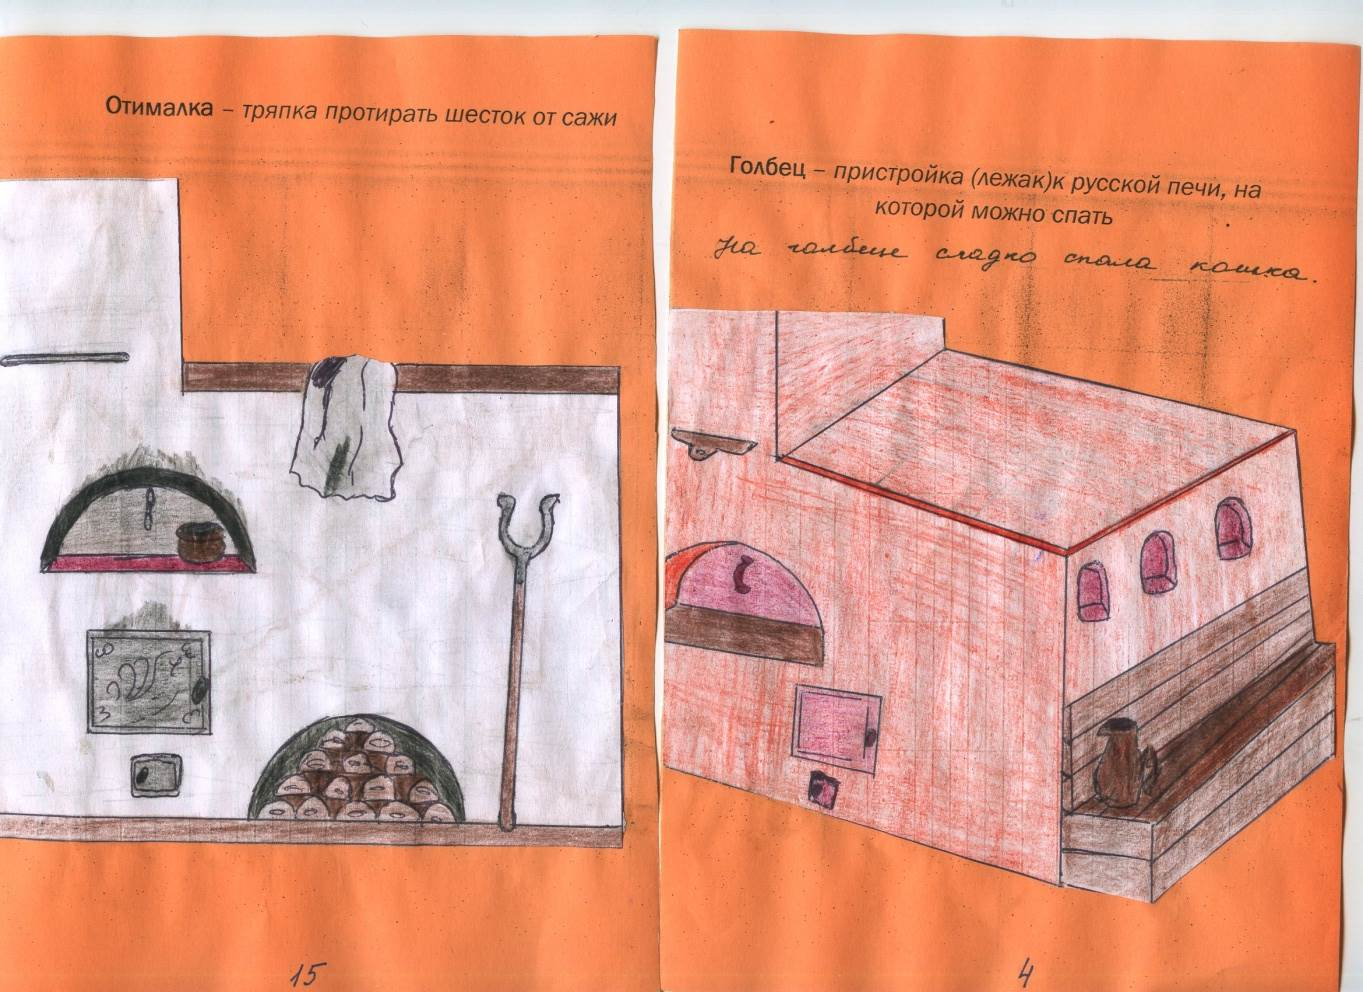 Отималка – тряпка протирать шесток от сажи
15
Голбец – пристройка (лежак)к русской печи, на
которой можно спать
На голбеце сладко спала кошка.
4